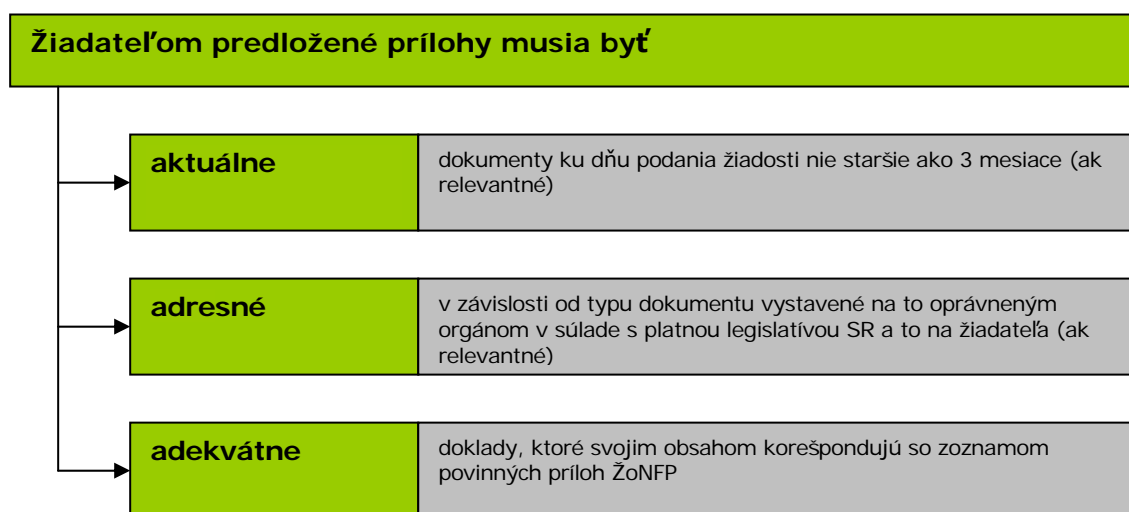 Žiadateľom predložené prílohy musia byť
aktuálne
dokumenty ku dňu podania žiadosti nie staršie ako 3 mesiace (ak
relevantné)
adresné
v závislosti od typu dokumentu vystavené na to oprávneným
orgánom v súlade s platnou legislatívou SR a to na žiadateľa (ak
relevantné)
adekvátne
doklady, ktoré svojim obsahom korešpondujú so zoznamom
povinných príloh ŽoNFP